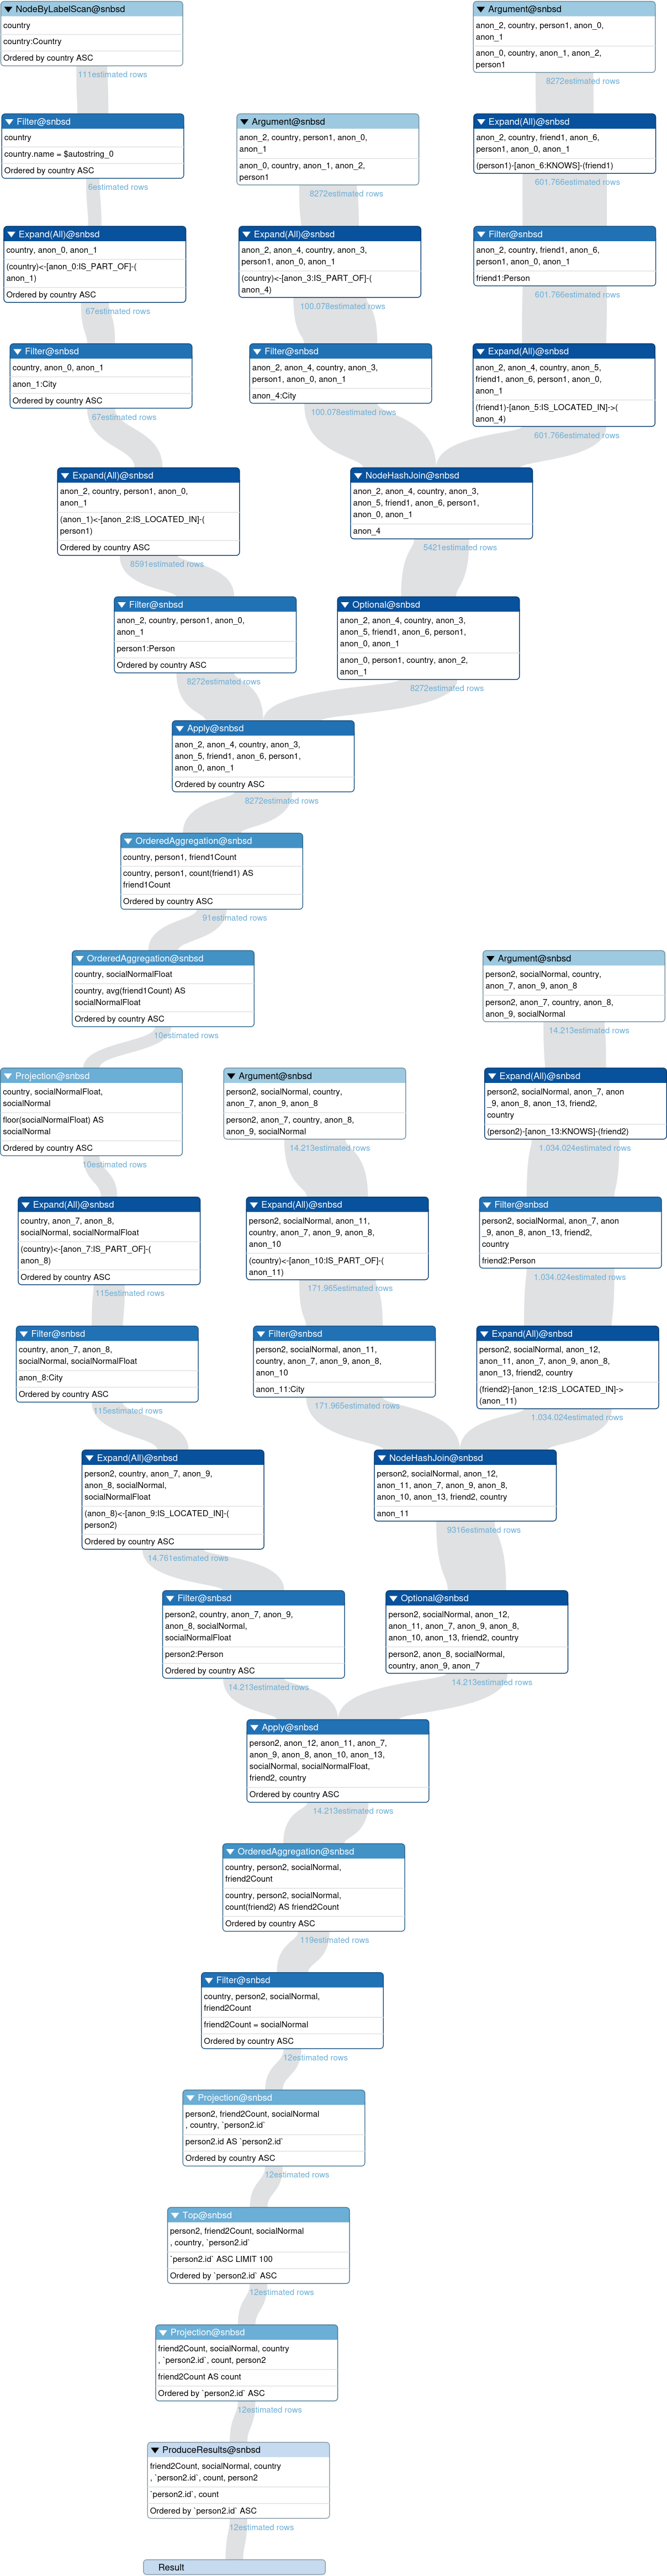 NodeByLabelScan@snbsd
country
country:Country
Ordered by country ASC
111estimated rows
Argument@snbsd
anon_2, country, person1, anon_0,
anon_1
anon_0, country, anon_1, anon_2,
person1
8272estimated rows
Filter@snbsd
country
country.name = $autostring_0
Ordered by country ASC
6estimated rows
Argument@snbsd
anon_2, country, person1, anon_0,
anon_1
anon_0, country, anon_1, anon_2,
person1
8272estimated rows
Expand(All)@snbsd
anon_2, country, friend1, anon_6,
person1, anon_0, anon_1
(person1)-[anon_6:KNOWS]-(friend1)
601.766estimated rows
Expand(All)@snbsd
country, anon_0, anon_1
(country)<-[anon_0:IS_PART_OF]-(
anon_1)
Ordered by country ASC
67estimated rows
Expand(All)@snbsd
anon_2, anon_4, country, anon_3,
person1, anon_0, anon_1
(country)<-[anon_3:IS_PART_OF]-(
anon_4)
100.078estimated rows
Filter@snbsd
anon_2, country, friend1, anon_6,
person1, anon_0, anon_1
friend1:Person
601.766estimated rows
Filter@snbsd
country, anon_0, anon_1
anon_1:City
Ordered by country ASC
67estimated rows
Filter@snbsd
anon_2, anon_4, country, anon_3,
person1, anon_0, anon_1
anon_4:City
100.078estimated rows
Expand(All)@snbsd
anon_2, anon_4, country, anon_5,
friend1, anon_6, person1, anon_0,
anon_1
(friend1)-[anon_5:IS_LOCATED_IN]->(
anon_4)
601.766estimated rows
Expand(All)@snbsd
anon_2, country, person1, anon_0,
anon_1
(anon_1)<-[anon_2:IS_LOCATED_IN]-(
person1)
Ordered by country ASC
8591estimated rows
NodeHashJoin@snbsd
anon_2, anon_4, country, anon_3,
anon_5, friend1, anon_6, person1,
anon_0, anon_1
anon_4
5421estimated rows
Filter@snbsd
anon_2, country, person1, anon_0,
anon_1
person1:Person
Ordered by country ASC
8272estimated rows
Optional@snbsd
anon_2, anon_4, country, anon_3,
anon_5, friend1, anon_6, person1,
anon_0, anon_1
anon_0, person1, country, anon_2,
anon_1
8272estimated rows
Apply@snbsd
anon_2, anon_4, country, anon_3,
anon_5, friend1, anon_6, person1,
anon_0, anon_1
Ordered by country ASC
8272estimated rows
OrderedAggregation@snbsd
country, person1, friend1Count
country, person1, count(friend1) AS
friend1Count
Ordered by country ASC
91estimated rows
OrderedAggregation@snbsd
country, socialNormalFloat
country, avg(friend1Count) AS
socialNormalFloat
Ordered by country ASC
10estimated rows
Argument@snbsd
person2, socialNormal, country,
anon_7, anon_9, anon_8
person2, anon_7, country, anon_8,
anon_9, socialNormal
14.213estimated rows
Projection@snbsd
country, socialNormalFloat,
socialNormal
floor(socialNormalFloat) AS
socialNormal
Ordered by country ASC
10estimated rows
Argument@snbsd
person2, socialNormal, country,
anon_7, anon_9, anon_8
person2, anon_7, country, anon_8,
anon_9, socialNormal
14.213estimated rows
Expand(All)@snbsd
person2, socialNormal, anon_7, anon
_9, anon_8, anon_13, friend2,
country
(person2)-[anon_13:KNOWS]-(friend2)
1.034.024estimated rows
Expand(All)@snbsd
country, anon_7, anon_8,
socialNormal, socialNormalFloat
(country)<-[anon_7:IS_PART_OF]-(
anon_8)
Ordered by country ASC
115estimated rows
Expand(All)@snbsd
person2, socialNormal, anon_11,
country, anon_7, anon_9, anon_8,
anon_10
(country)<-[anon_10:IS_PART_OF]-(
anon_11)
171.965estimated rows
Filter@snbsd
person2, socialNormal, anon_7, anon
_9, anon_8, anon_13, friend2,
country
friend2:Person
1.034.024estimated rows
Filter@snbsd
country, anon_7, anon_8,
socialNormal, socialNormalFloat
anon_8:City
Ordered by country ASC
115estimated rows
Filter@snbsd
person2, socialNormal, anon_11,
country, anon_7, anon_9, anon_8,
anon_10
anon_11:City
171.965estimated rows
Expand(All)@snbsd
person2, socialNormal, anon_12,
anon_11, anon_7, anon_9, anon_8,
anon_13, friend2, country
(friend2)-[anon_12:IS_LOCATED_IN]->
(anon_11)
1.034.024estimated rows
Expand(All)@snbsd
person2, country, anon_7, anon_9,
anon_8, socialNormal,
socialNormalFloat
(anon_8)<-[anon_9:IS_LOCATED_IN]-(
person2)
Ordered by country ASC
14.761estimated rows
NodeHashJoin@snbsd
person2, socialNormal, anon_12,
anon_11, anon_7, anon_9, anon_8,
anon_10, anon_13, friend2, country
anon_11
9316estimated rows
Filter@snbsd
person2, country, anon_7, anon_9,
anon_8, socialNormal,
socialNormalFloat
person2:Person
Ordered by country ASC
14.213estimated rows
Optional@snbsd
person2, socialNormal, anon_12,
anon_11, anon_7, anon_9, anon_8,
anon_10, anon_13, friend2, country
person2, anon_8, socialNormal,
country, anon_9, anon_7
14.213estimated rows
Apply@snbsd
person2, anon_12, anon_11, anon_7,
anon_9, anon_8, anon_10, anon_13,
socialNormal, socialNormalFloat,
friend2, country
Ordered by country ASC
14.213estimated rows
OrderedAggregation@snbsd
country, person2, socialNormal,
friend2Count
country, person2, socialNormal,
count(friend2) AS friend2Count
Ordered by country ASC
119estimated rows
Filter@snbsd
country, person2, socialNormal,
friend2Count
friend2Count = socialNormal
Ordered by country ASC
12estimated rows
Projection@snbsd
person2, friend2Count, socialNormal
, country, `person2.id`
person2.id AS `person2.id`
Ordered by country ASC
12estimated rows
Top@snbsd
person2, friend2Count, socialNormal
, country, `person2.id`
`person2.id` ASC LIMIT 100
Ordered by `person2.id` ASC
12estimated rows
Projection@snbsd
friend2Count, socialNormal, country
, `person2.id`, count, person2
friend2Count AS count
Ordered by `person2.id` ASC
12estimated rows
ProduceResults@snbsd
friend2Count, socialNormal, country
, `person2.id`, count, person2
`person2.id`, count
Ordered by `person2.id` ASC
12estimated rows
Result